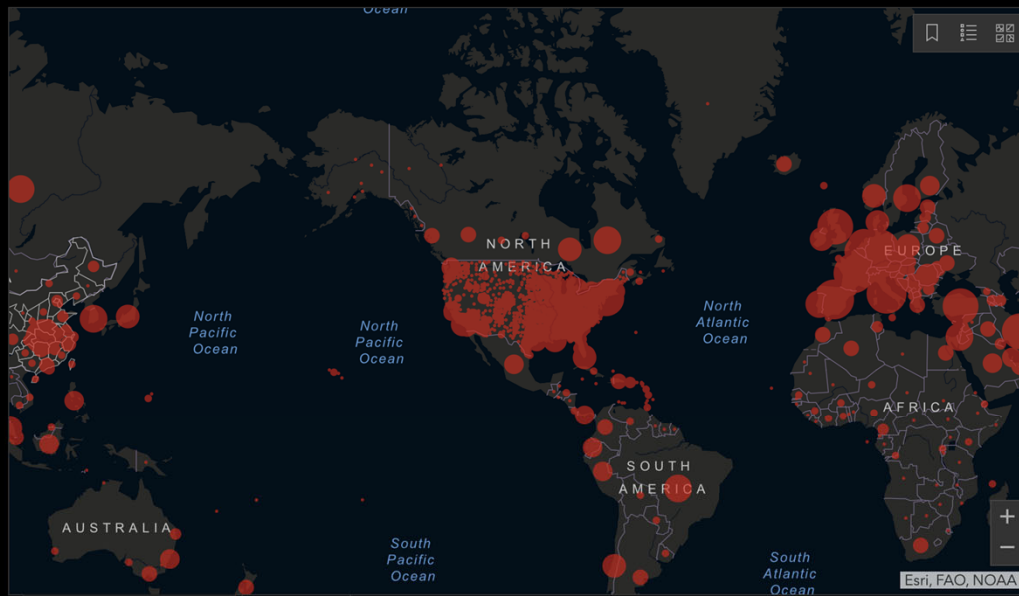 Ocean
NORTH
AMERICA
EUROPE
North
Pacific
Ocean
North
Pacific
Ocean
North
Atlantic
Ocean
AFRICA
SOUTH
AMERICA
AUSTRALIA
South
Pacific
Ocean
South
Atlantic
Ocean
+
−
Esri, FAO, NOAA